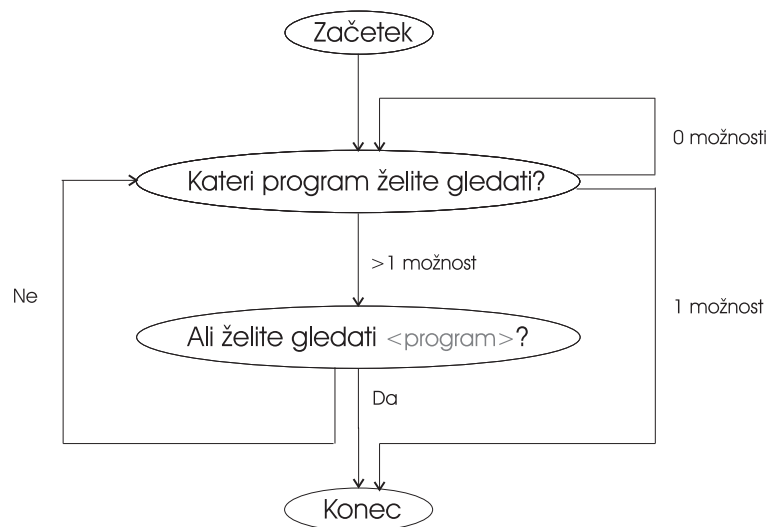 Začetek
0 možnosti
Kateri program želite gledati?
>1 možnost
Ne
1 možnost
Ali želite gledati <program>?
Da
Konec